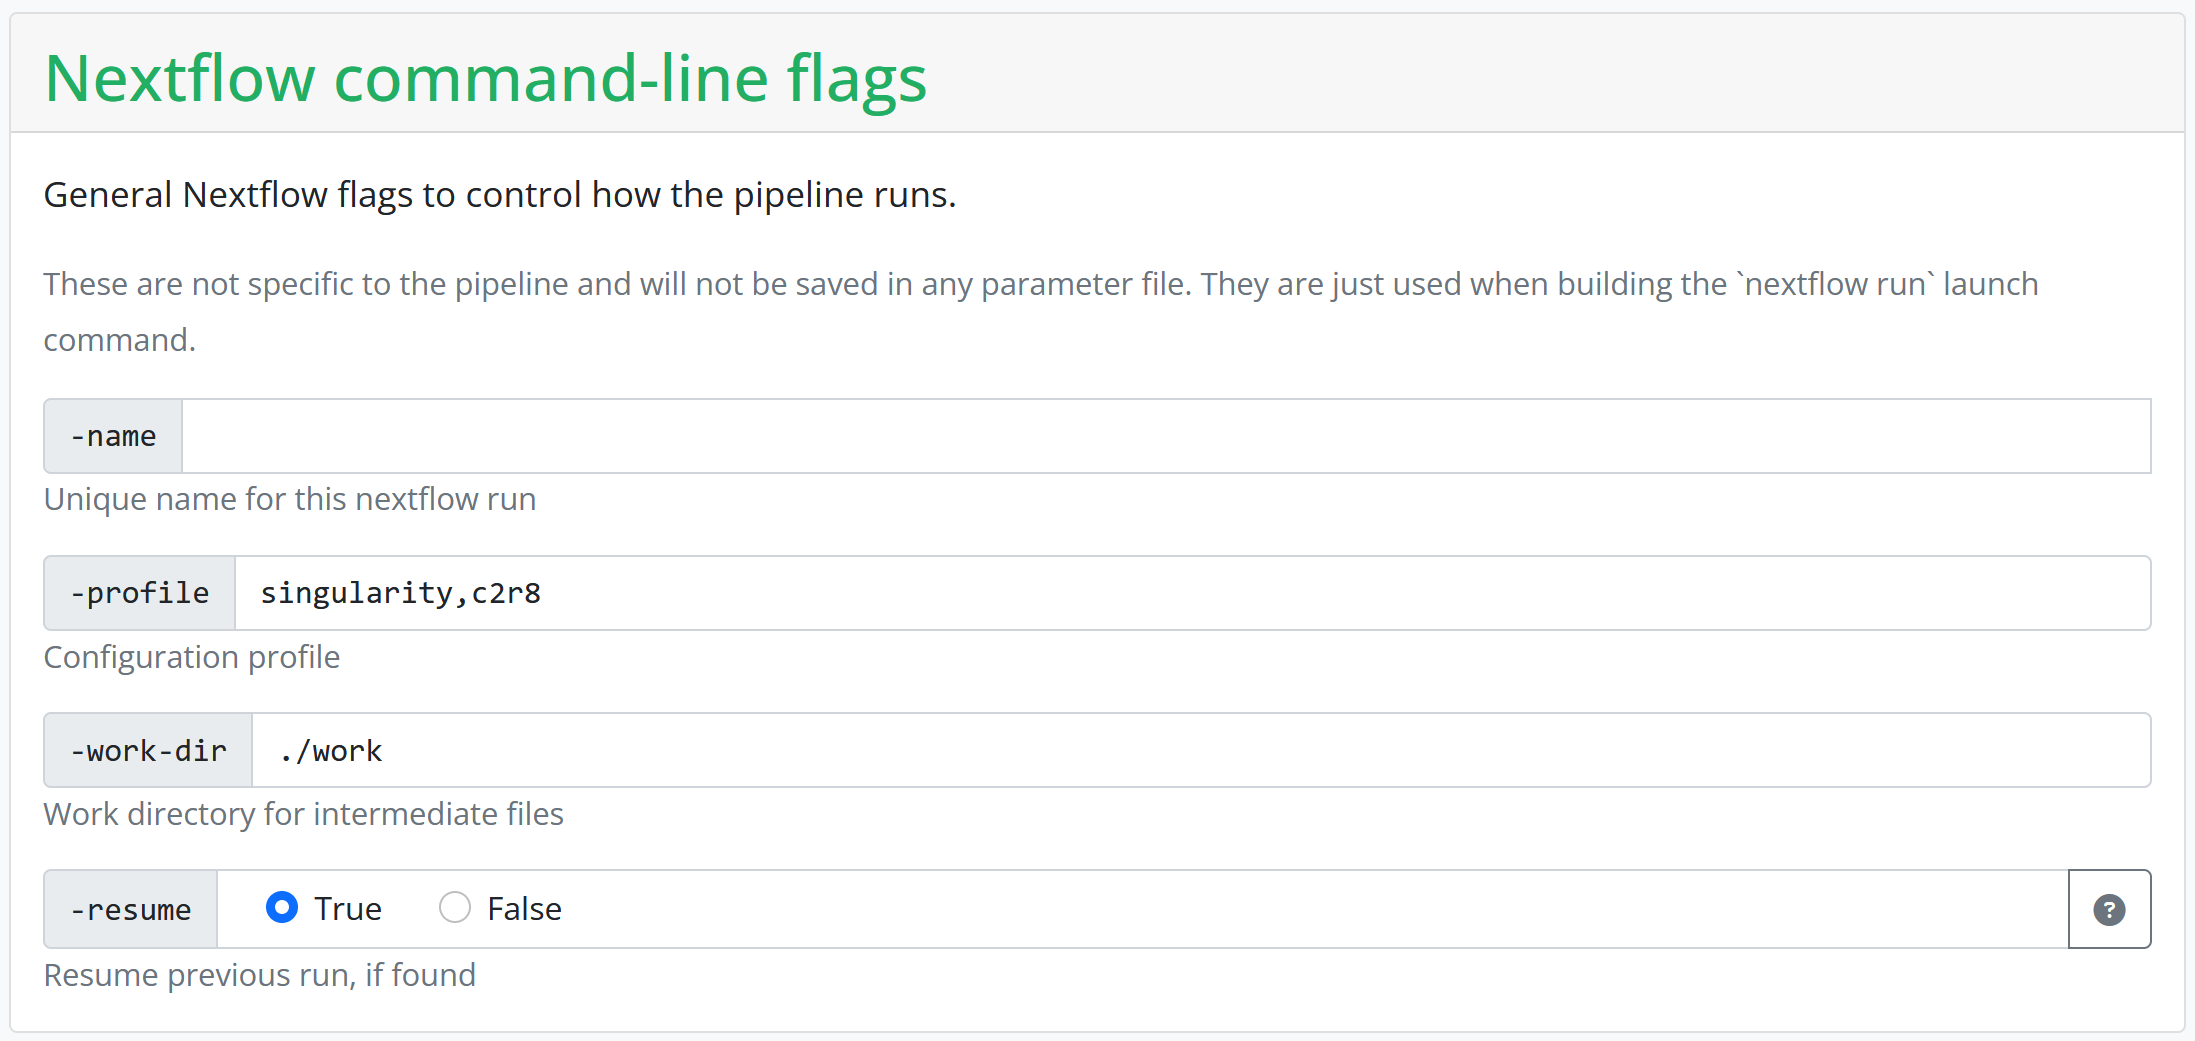 Nextflow command-line flags
General Nextflow flags to control how the pipeline runs.
These are not specific to the pipeline and will not be saved in any parameter file. They are just used when building the `nextflow run` launch
command.
-name
Unique name for this nextflow run
-profile singularity,c2r8
Configuration profile
-work-dir ./work
Work directory for intermediate files
-resume True False ?
Resume previous run, if found